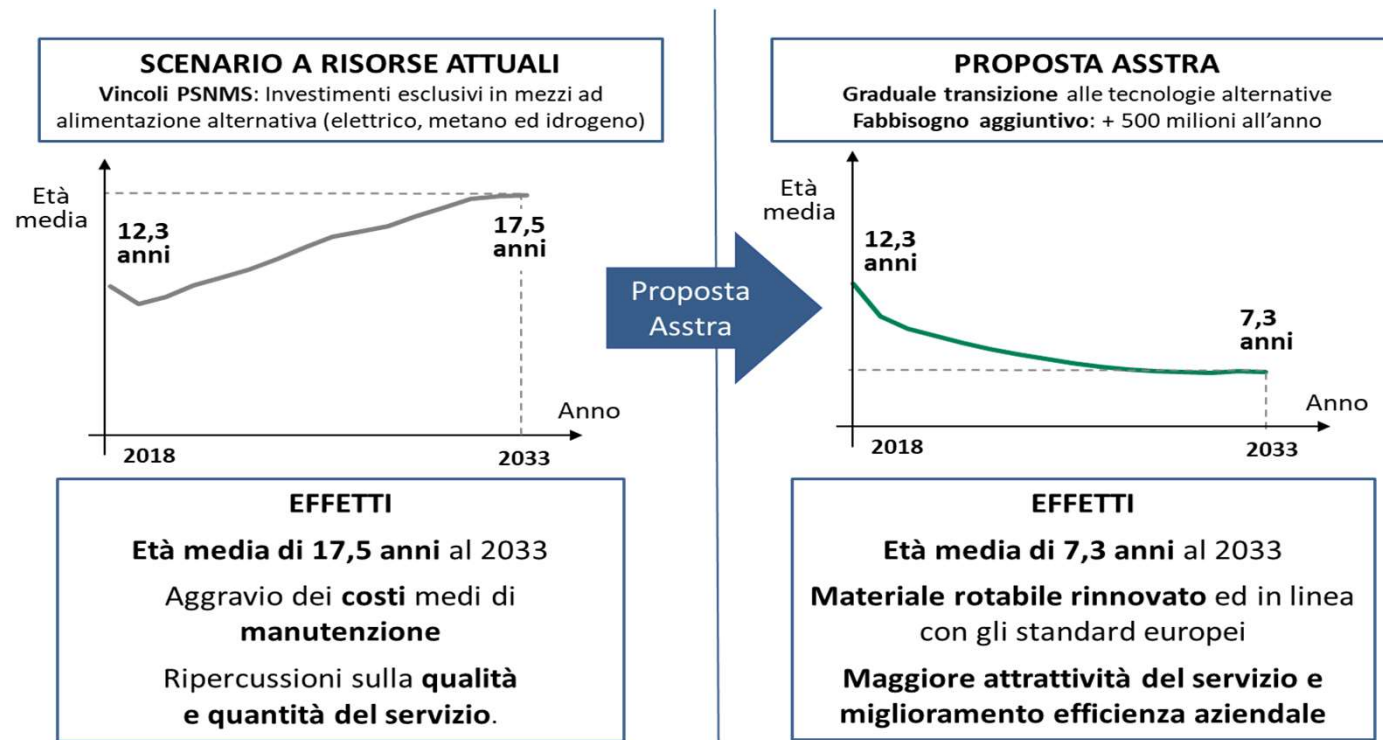 SCENARIO A RISORSE ATTUALI
Vincoli PSNMS: Investimenti esclusivi in mezzi ad
alimentazione alternativa (elettrico, metano ed idrogeno)
Età
media
12,3
anni
17,5
anni
Anno
2018
2033
EFFETTI
Età media di 17,5 anni al 2033
Aggravio dei costi medi di
manutenzione
Ripercussioni sulla qualità
e quantità del servizio.
Proposta
Asstra
PROPOSTA ASSTRA
Graduale transizione alle tecnologie alternative
Fabbisogno aggiuntivo: + 500 milioni all’anno
Età
media
12,3
anni
7,3
anni
Anno
2018
2033
EFFETTI
Età media di 7,3 anni al 2033
Materiale rotabile rinnovato ed in linea
con gli standard europei
Maggiore attrattività del servizio e
miglioramento efficienza aziendale